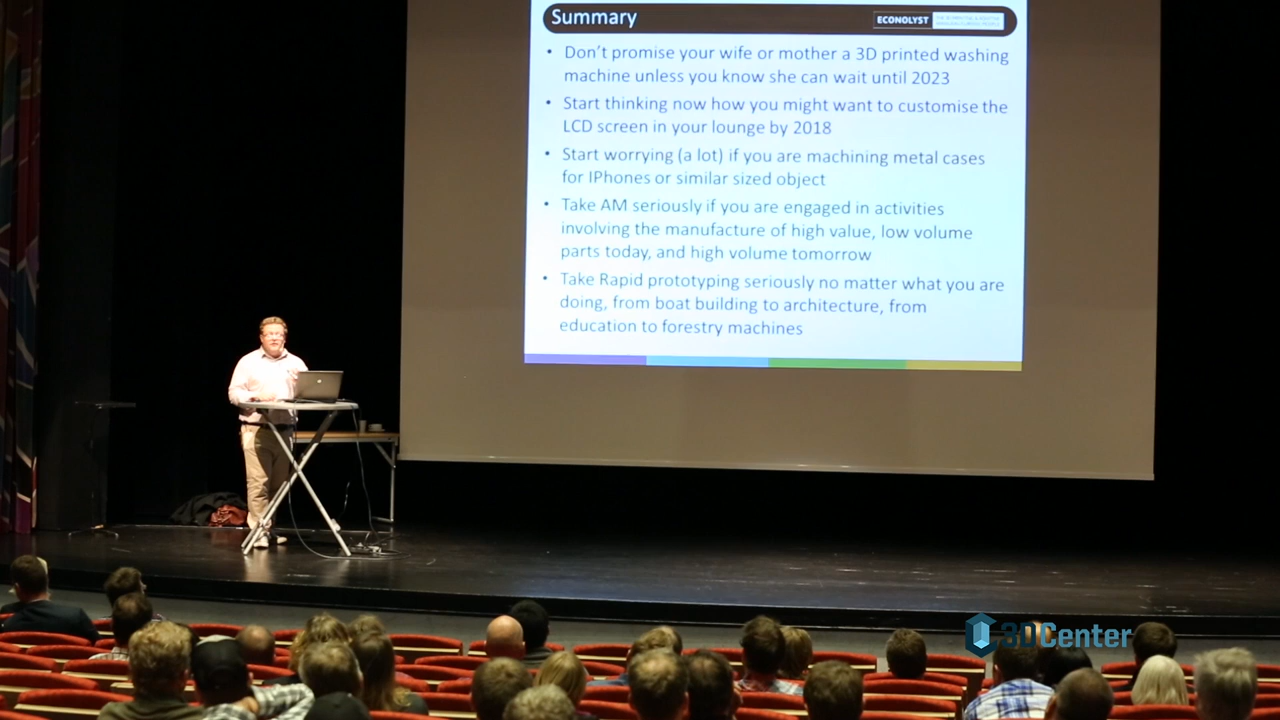 Summary
ECONOLYST
• Don't promise your wife or mother a 3D printed washing
machine unless you know she can wait until 2023
• Start thinking now how you might want to customise the
LCD screen in your lounge by 2018
• Start worrying (a lot) if you are machining metal cases
for IPhones or similar sized object
• Take AM seriously if you are engaged in activities
involving the manufacture of high value, low volume
parts today, and high volume tomorrow
• Take Rapid prototyping seriously no matter what you are
doing, from boat building to architecture, from
education to forestry machines
3DCenter